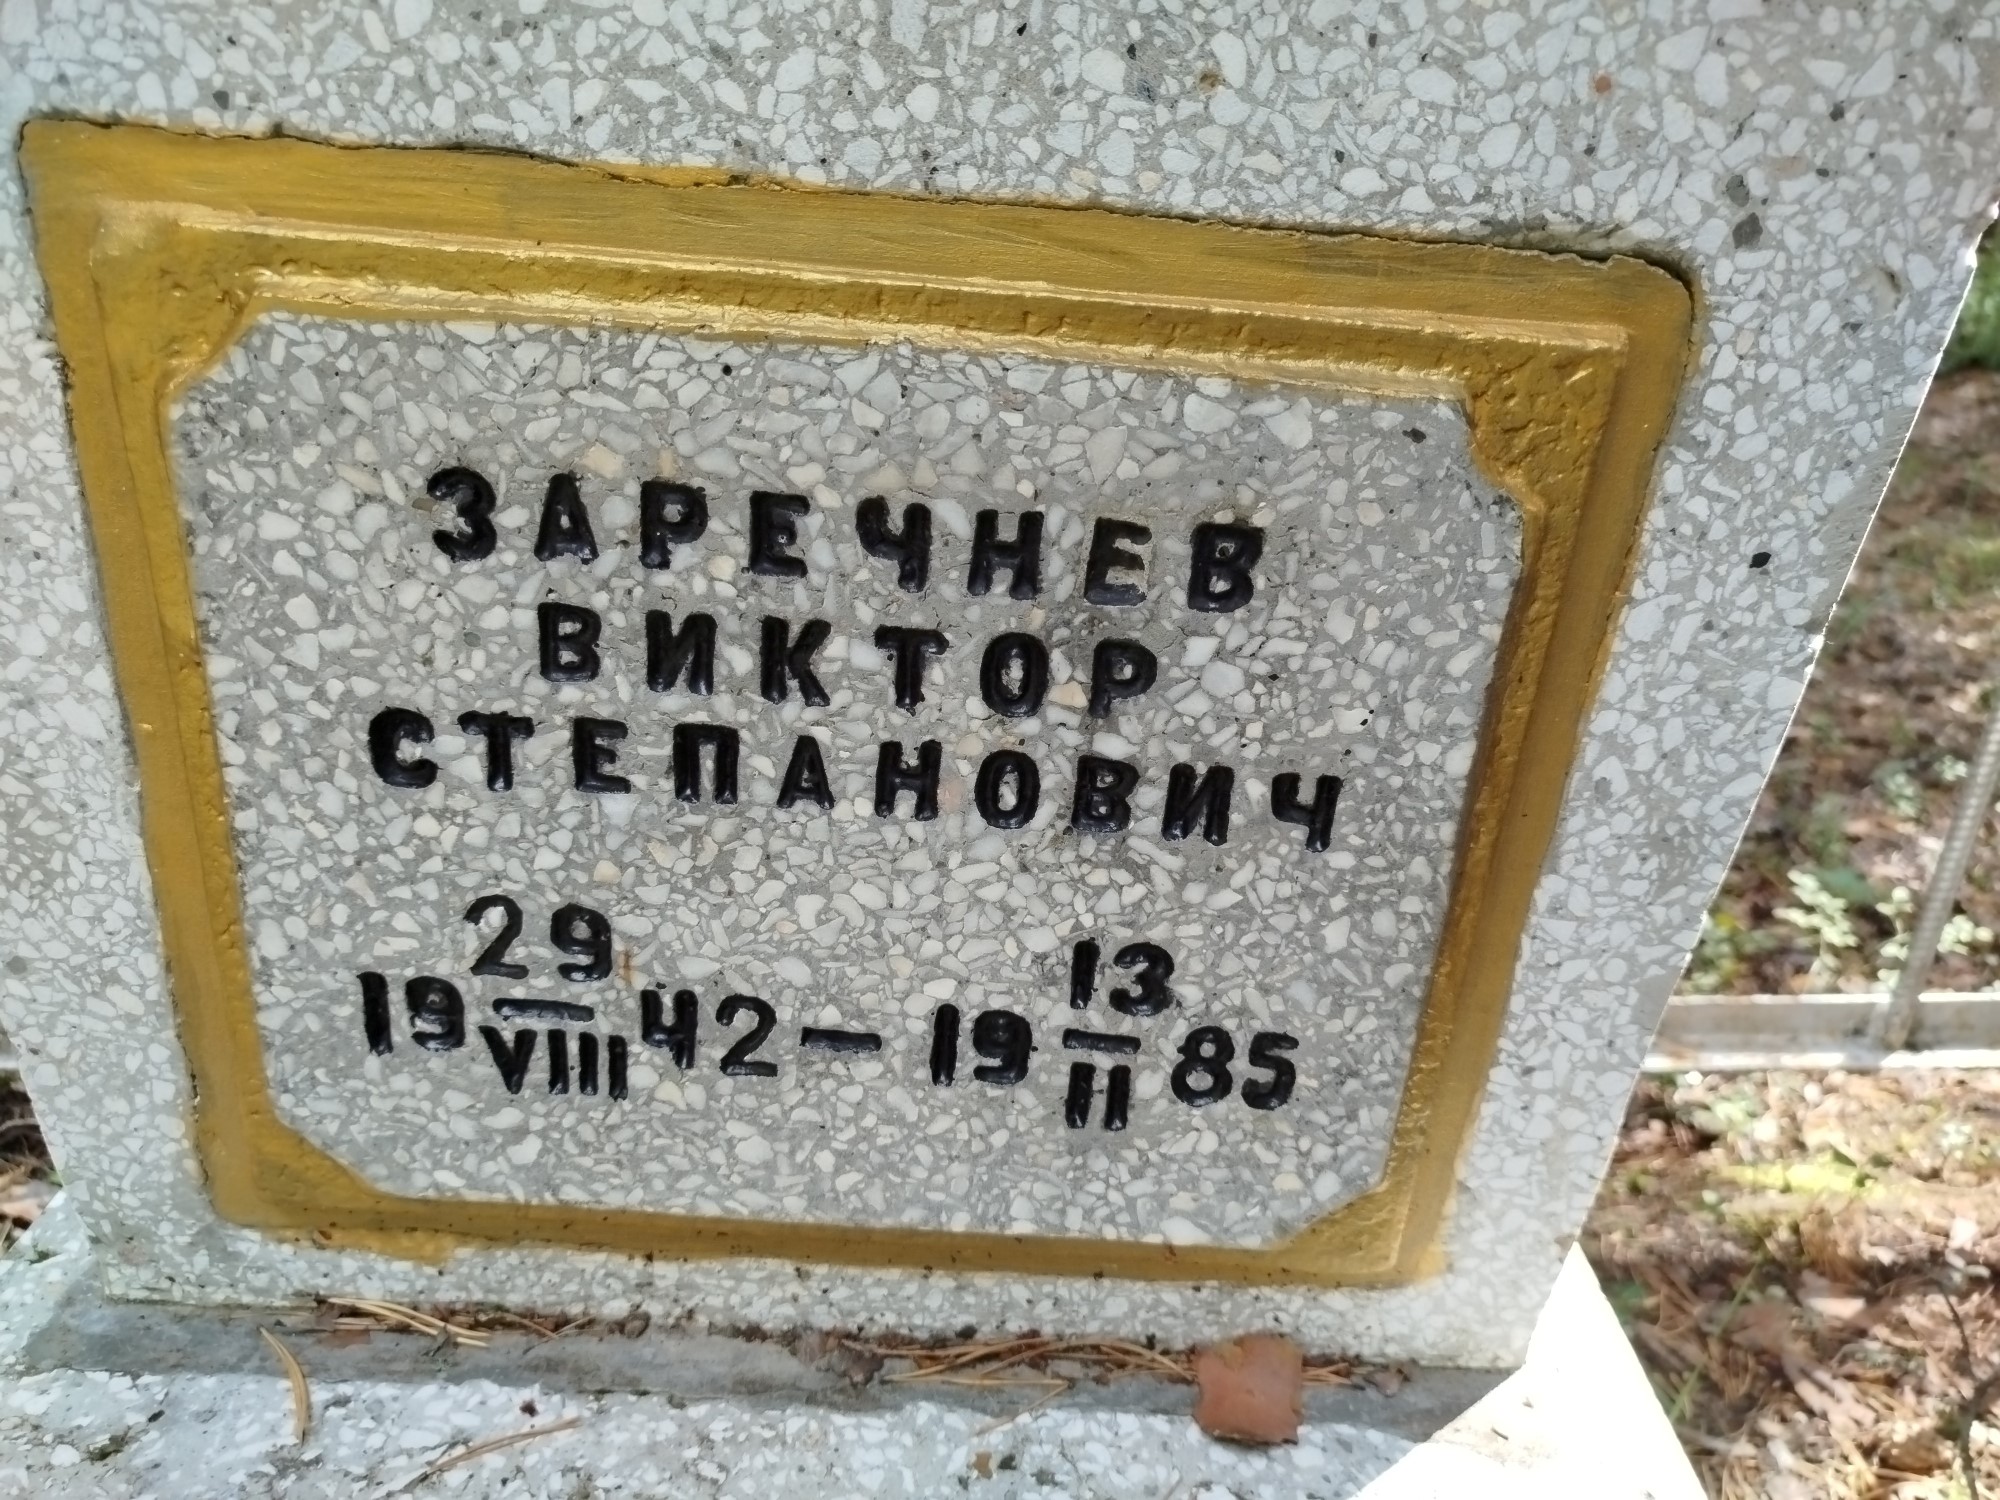 ЗАРЕЧНЕВ
ВИКТОР
СТЕПАНОВИЧ
19 29/VIII 42 — 19 13/II 85